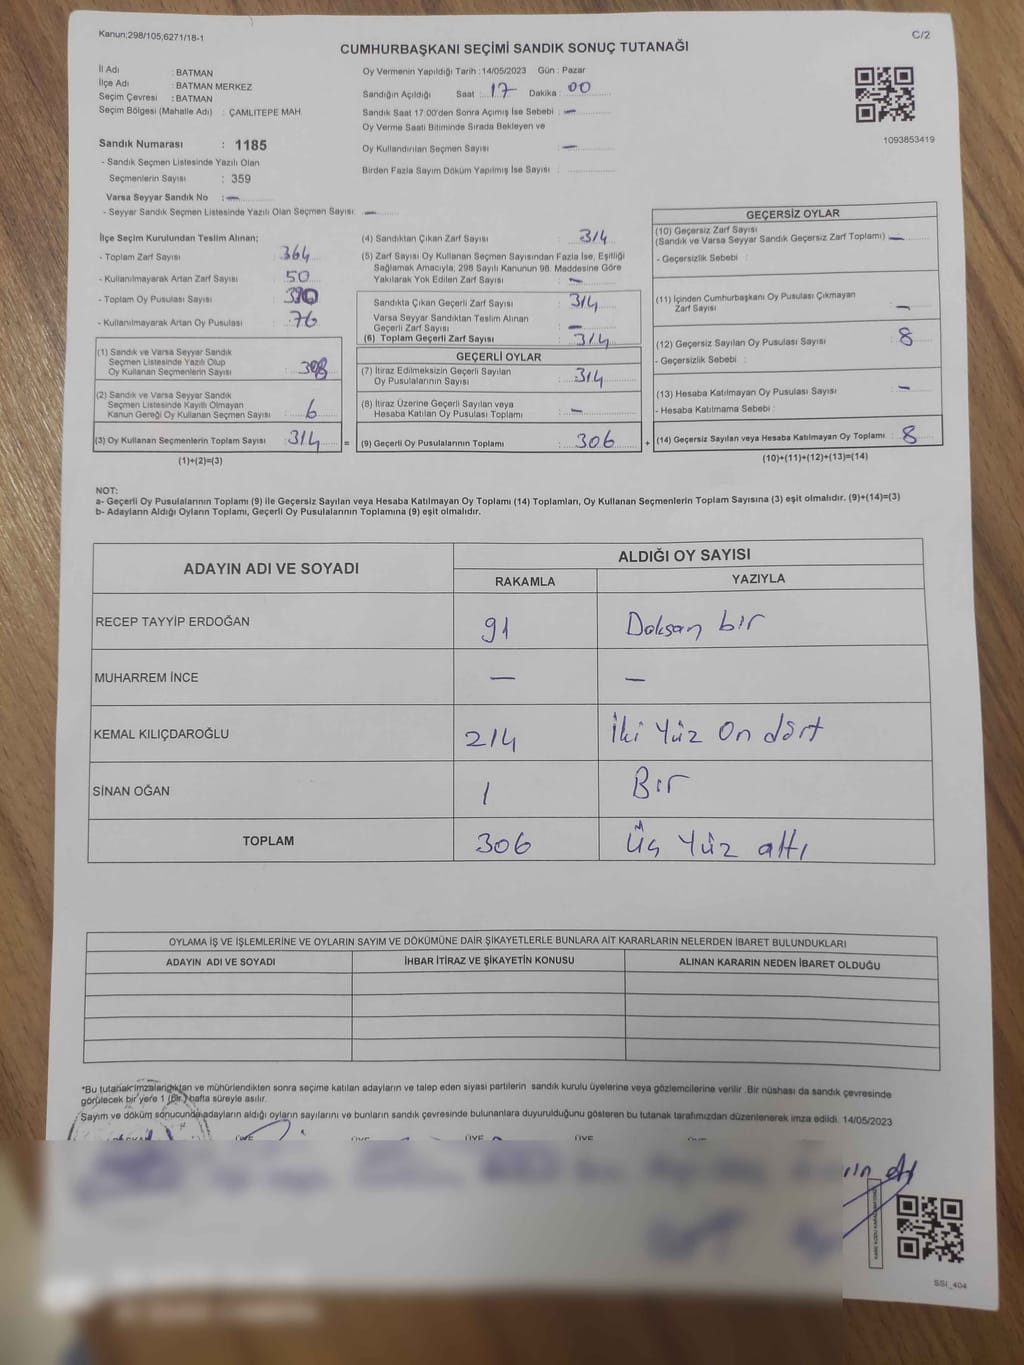 Kanun;298/105,6271/18-1
C/2
CUMHURBAŞKANI SEÇİMİ SANDIK SONUÇ TUTANAĞI
İl Adı : BATMAN
İlçe Adı : BATMAN MERKEZ
Seçim Çevresi : BATMAN
Seçim Bölgesi (Mahalle Adı) : ÇAMLITEPE MAH.
Sandık Numarası : 1185
- Sandık Seçmen Listesinde Yazılı Olan
Seçmenlerin Sayısı : 359
Varsa Seyyar Sandık No : —
- Seyyar Sandık Seçmen Listesinde Yazılı Olan Seçmen Sayısı: —
Oy Vermenin Yapıldığı Tarih : 14/05/2023 Gün : Pazar
Sandığın Açıldığı Saat : 17 Dakika : 00
Sandık Saat 17:00'den Sonra Açımış İse Sebebi : —
Oy Verme Saati Bitiminde Sırada Bekleyen ve
Oy Kullandırılan Seçmen Sayısı : —
Birden Fazla Sayım Döküm Yapılmış İse Sayısı :
1093853419
İlçe Seçim Kurulundan Teslim Alınan;
- Toplam Zarf Sayısı : 364
- Kullanılmayarak Artan Zarf Sayısı : 50
- Toplam Oy Pusulası Sayısı : 390
- Kullanılmayarak Artan Oy Pusulası : 76
(1) Sandık ve Varsa Seyyar Sandık
Seçmen Listesinde Yazılı Olup
Oy Kullanan Seçmenlerin Sayısı : 308
(2) Sandık ve Varsa Seyyar Sandık
Seçmen Listesinde Kayıtlı Olmayan
Kanun Gereği Oy Kullanan Seçmen Sayısı : 6
(3) Oy Kullanan Seçmenlerin Toplam Sayısı : 314 =
(1)+(2)=(3)
(4) Sandıktan Çıkan Zarf Sayısı : 314
(5) Zarf Sayısı Oy Kullanan Seçmen Sayısından Fazla İse, Eşitliği
Sağlamak Amacıyla, 298 Sayılı Kanunun 98. Maddesine Göre
Yakılarak Yok Edilen Zarf Sayısı : —
Sandıkta Çıkan Geçerli Zarf Sayısı : 314
Varsa Seyyar Sandıktan Teslim Alınan
Geçerli Zarf Sayısı : —
(6) Toplam Geçerli Zarf Sayısı : 314
GEÇERLİ OYLAR
(7) İtiraz Edilmeksizin Geçerli Sayılan
Oy Pusulalarının Sayısı : 314
(8) İtiraz Üzerine Geçerli Sayılan veya
Hesaba Katılan Oy Pusulası Toplamı : —
(9) Geçerli Oy Pusulalarının Toplamı : 306 +
GEÇERSİZ OYLAR
(10) Geçersiz Zarf Sayısı
(Sandık ve Varsa Seyyar Sandık Geçersiz Zarf Toplamı) : —
- Geçersizlik Sebebi :
(11) İçinden Cumhurbaşkanı Oy Pusulası Çıkmayan
Zarf Sayısı : —
(12) Geçersiz Sayılan Oy Pusulası Sayısı : 8
- Geçersizlik Sebebi :
(13) Hesaba Katılmayan Oy Pusulası Sayısı : —
- Hesaba Katılmama Sebebi :
(14) Geçersiz Sayılan veya Hesaba Katılmayan Oy Toplamı : 8
(10)+(11)+(12)+(13)=(14)
NOT:
a- Geçerli Oy Pusulalarının Toplamı (9) ile Geçersiz Sayılan veya Hesaba Katılmayan Oy Toplamı (14) Toplamları, Oy Kullanan Seçmenlerin Toplam Sayısına (3) eşit olmalıdır. (9)+(14)=(3)
b- Adayların Aldığı Oyların Toplamı, Geçerli Oy Pusulalarının Toplamına (9) eşit olmalıdır.
ADAYIN ADI VE SOYADI ALDIĞI OY SAYISI
RAKAMLA YAZIYLA
RECEP TAYYİP ERDOĞAN 91 Doksan bir
MUHARREM İNCE — —
KEMAL KILIÇDAROĞLU 214 İki Yüz On dört
SİNAN OĞAN 1 Bir
TOPLAM 306 Üç Yüz altı
OYLAMA İŞ VE İŞLEMLERİNE VE OYLARIN SAYIM VE DÖKÜMÜNE DAİR ŞİKAYETLERLE BUNLARA AİT KARARLARIN NELERDEN İBARET BULUNDUKLARI
ADAYIN ADI VE SOYADI İHBAR İTİRAZ VE ŞİKAYETİN KONUSU ALINAN KARARIN NEDEN İBARET OLDUĞU
*Bu tutanak imzalandıktan ve mühürlendikten sonra seçime katılan adayların ve talep eden siyasi partilerin sandık kurulu üyelerine veya gözlemcilerine verilir .Bir nüshası da sandık çevresinde
görülecek bir yere 1 (Bir.) hafta süreyle asılır.
Sayım ve döküm sonucunda adayların aldığı oyların sayılarını ve bunların sandık çevresinde bulunanlara duyurulduğunu gösteren bu tutanak tarafımızdan düzenlenerek imza edildi. 14/05/2023
ÜYE ÜYE ÜYE ÜYE
SSI_404